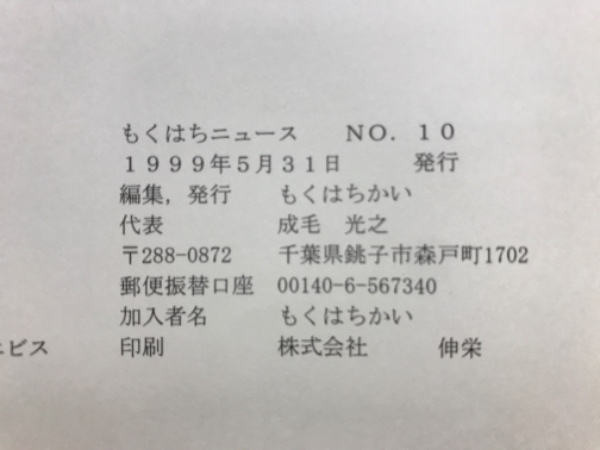 もくはちニュース　　ＮＯ．１０
１９９９年５月３１日　　　発行
編集，発行　　もくはちかい
代表　　　　　成毛　光之
〒288-0872　　千葉県銚子市森戸町1702
郵便振替口座　00140-6-567340
加入者名　　　もくはちかい
エビス　　　印刷　　　　　株式会社　　　伸栄